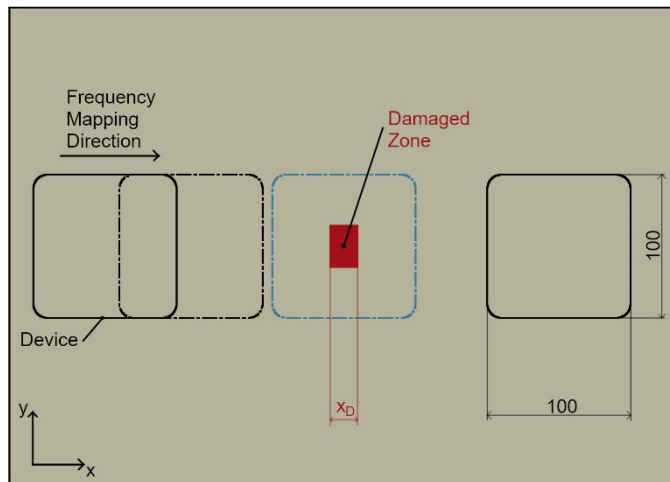 Frequency
Mapping
Direction
Damaged
Zone
100
Device
x_D
100
y
x